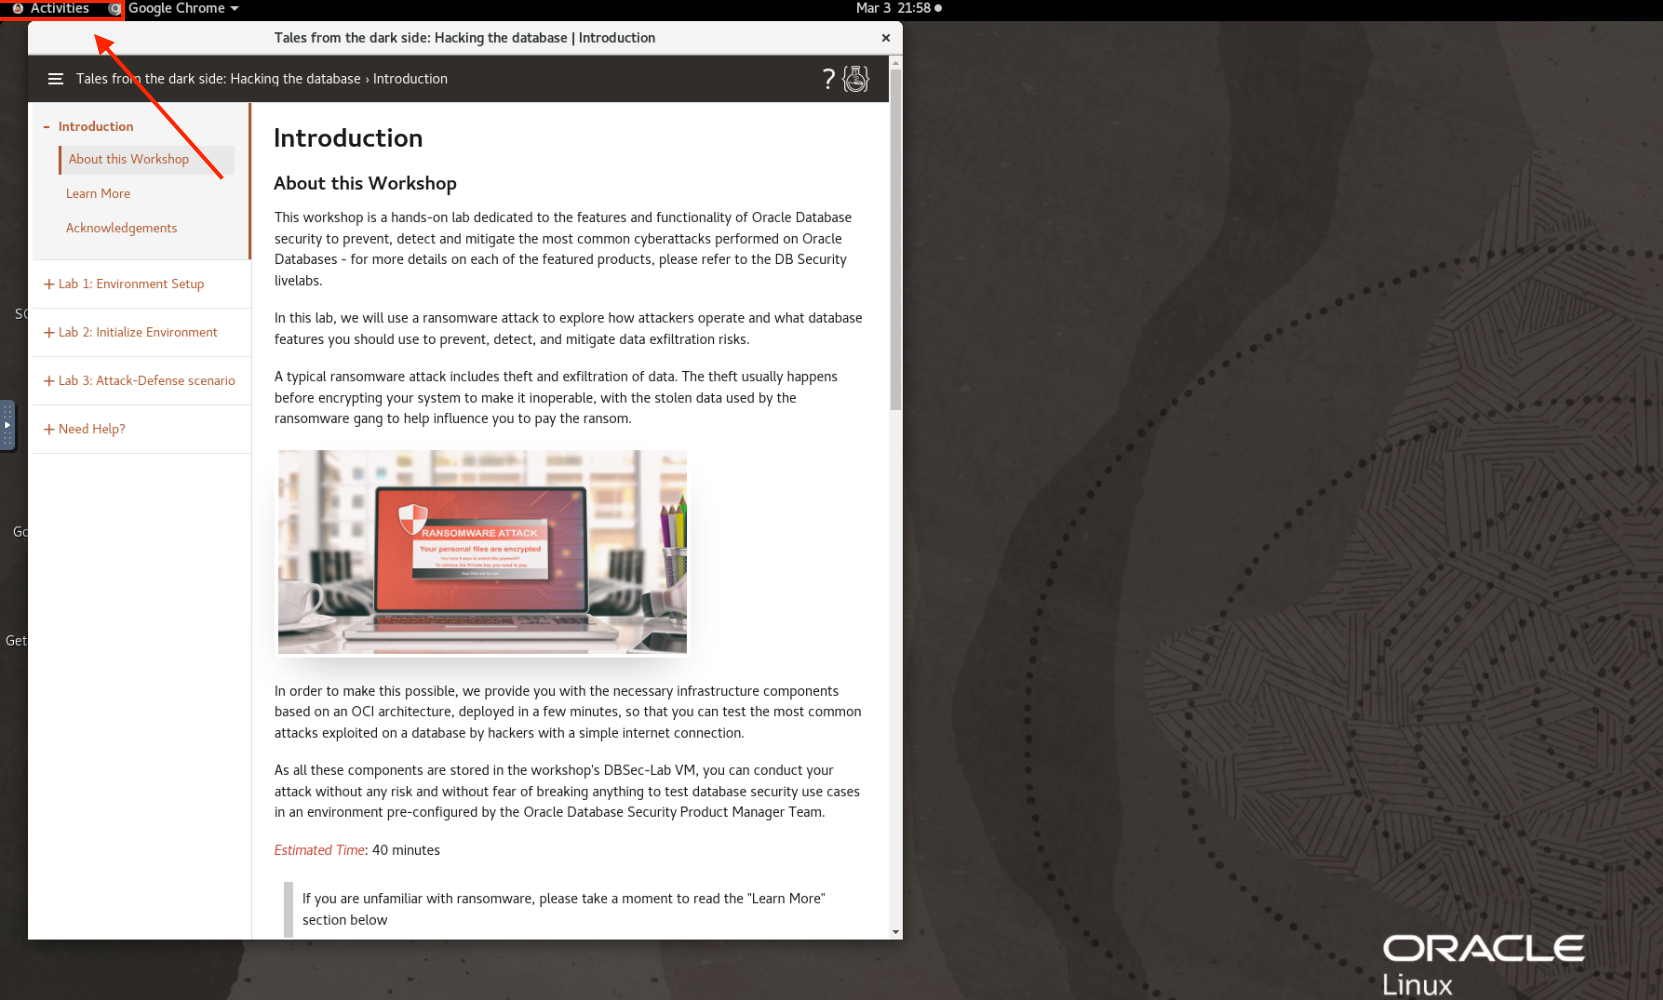 Activities Google Chrome Mar 3 21:58
Tales from the dark side: Hacking the database | Introduction ×
Tales from the dark side: Hacking the database › Introduction ?
- Introduction
About this Workshop
Learn More
Acknowledgements
+ Lab 1: Environment Setup
+ Lab 2: Initialize Environment
+ Lab 3: Attack-Defense scenario
+ Need Help?
Introduction
About this Workshop
This workshop is a hands-on lab dedicated to the features and functionality of Oracle Database
security to prevent, detect and mitigate the most common cyberattacks performed on Oracle
Databases - for more details on each of the featured products, please refer to the DB Security
livelabs.
In this lab, we will use a ransomware attack to explore how attackers operate and what database
features you should use to prevent, detect, and mitigate data exfiltration risks.
A typical ransomware attack includes theft and exfiltration of data. The theft usually happens
before encrypting your system to make it inoperable, with the stolen data used by the
ransomware gang to help influence you to pay the ransom.
RANSOMWARE ATTACK
Your personal files are encrypted
To retrieve the Private key you need to pay
In order to make this possible, we provide you with the necessary infrastructure components
based on an OCI architecture, deployed in a few minutes, so that you can test the most common
attacks exploited on a database by hackers with a simple internet connection.
As all these components are stored in the workshop's DBSec-Lab VM, you can conduct your
attack without any risk and without fear of breaking anything to test database security use cases
in an environment pre-configured by the Oracle Database Security Product Manager Team.
Estimated Time: 40 minutes
If you are unfamiliar with ransomware, please take a moment to read the "Learn More"
section below
Go
Get
ORACLE
Linux